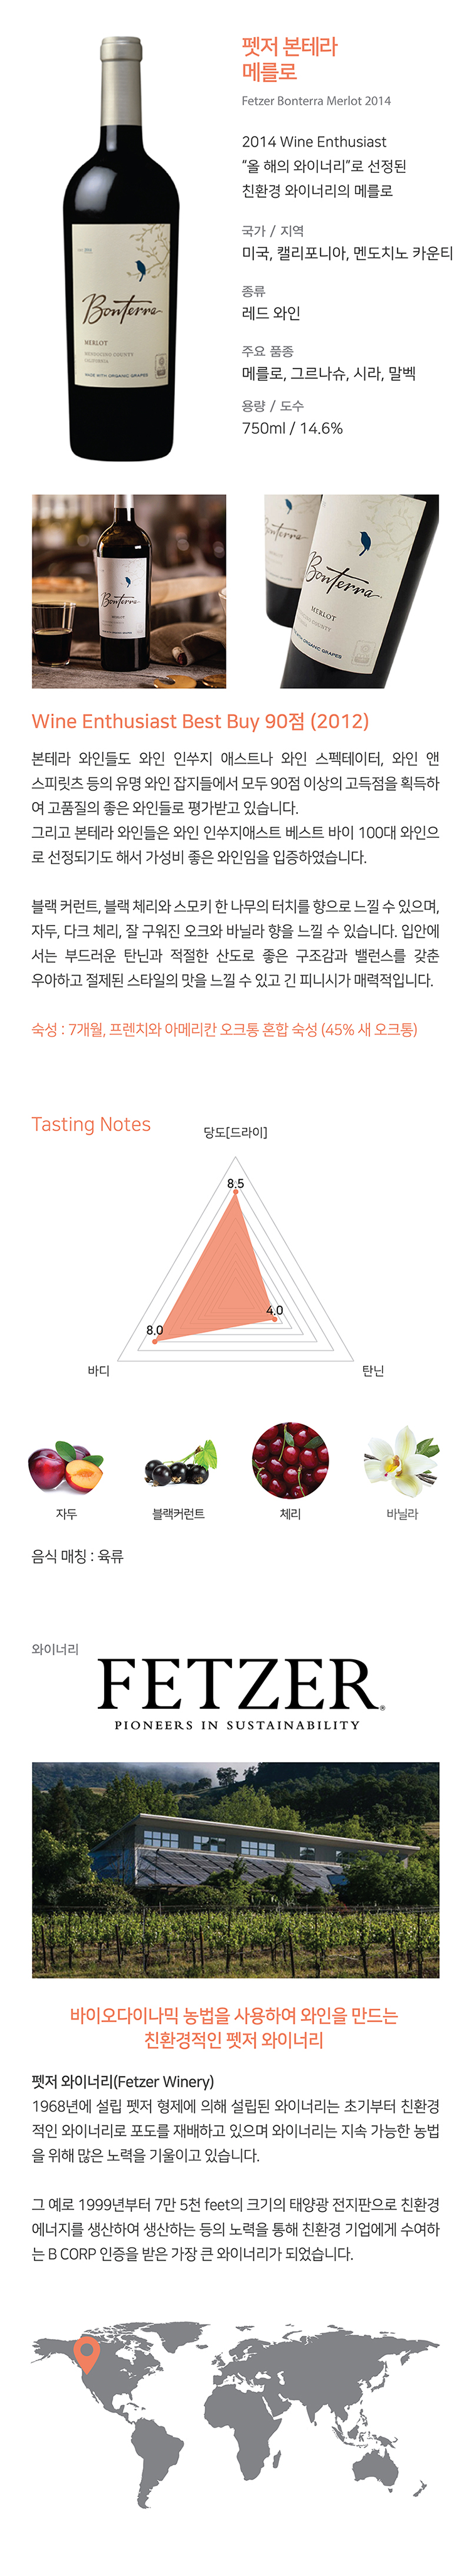 펫저 본테라
메를로
Fetzer Bonterra Merlot 2014
2014 Wine Enthusiast
“올 해의 와이너리”로 선정된
친환경 와이너리의 메를로
국가 / 지역
미국, 캘리포니아, 멘도치노 카운티
종류
레드 와인
주요 품종
메를로, 그르나슈, 시라, 말벡
용량 / 도수
750ml / 14.6%
Bonterra
MERLOT
MENDOCINO COUNTY
CALIFORNIA
MADE WITH ORGANIC GRAPES
Bonterra
Bonterra
MERLOT
COUNTY
ORGANIC GRAPES
Wine Enthusiast Best Buy 90점 (2012)
본테라 와인들도 와인 인쑤지 애스트나 와인 스펙테이터, 와인 앤
스피릿츠 등의 유명 와인 잡지들에서 모두 90점 이상의 고득점을 획득하
여 고품질의 좋은 와인들로 평가받고 있습니다.
그리고 본테라 와인들은 와인 인쑤지애스트 베스트 바이 100대 와인으
로 선정되기도 해서 가성비 좋은 와인임을 입증하였습니다.
블랙 커런트, 블랙 체리와 스모키 한 나무의 터치를 향으로 느낄 수 있으며,
자두, 다크 체리, 잘 구워진 오크와 바닐라 향을 느낄 수 있습니다. 입안에
서는 부드러운 탄닌과 적절한 산도로 좋은 구조감과 밸런스를 갖춘
우아하고 절제된 스타일의 맛을 느낄 수 있고 긴 피니시가 매력적입니다.
숙성 : 7개월, 프렌치와 아메리칸 오크통 혼합 숙성 (45% 새 오크통)
Tasting Notes
당도[드라이]
8.5
4.0
8.0
바디
탄닌
자두
블랙커런트
체리
바닐라
음식 매칭 : 육류
와이너리
FETZER®
PIONEERS IN SUSTAINABILITY
바이오다이나믹 농법을 사용하여 와인을 만드는
친환경적인 펫저 와이너리
펫저 와이너리(Fetzer Winery)
1968년에 설립 펫저 형제에 의해 설립된 와이너리는 초기부터 친환경
적인 와이너리로 포도를 재배하고 있으며 와이너리는 지속 가능한 농법
을 위해 많은 노력을 기울이고 있습니다.
그 예로 1999년부터 7만 5천 feet의 크기의 태양광 전지판으로 친환경
에너지를 생산하여 생산하는 등의 노력을 통해 친환경 기업에게 수여하
는 B CORP 인증을 받은 가장 큰 와이너리가 되었습니다.